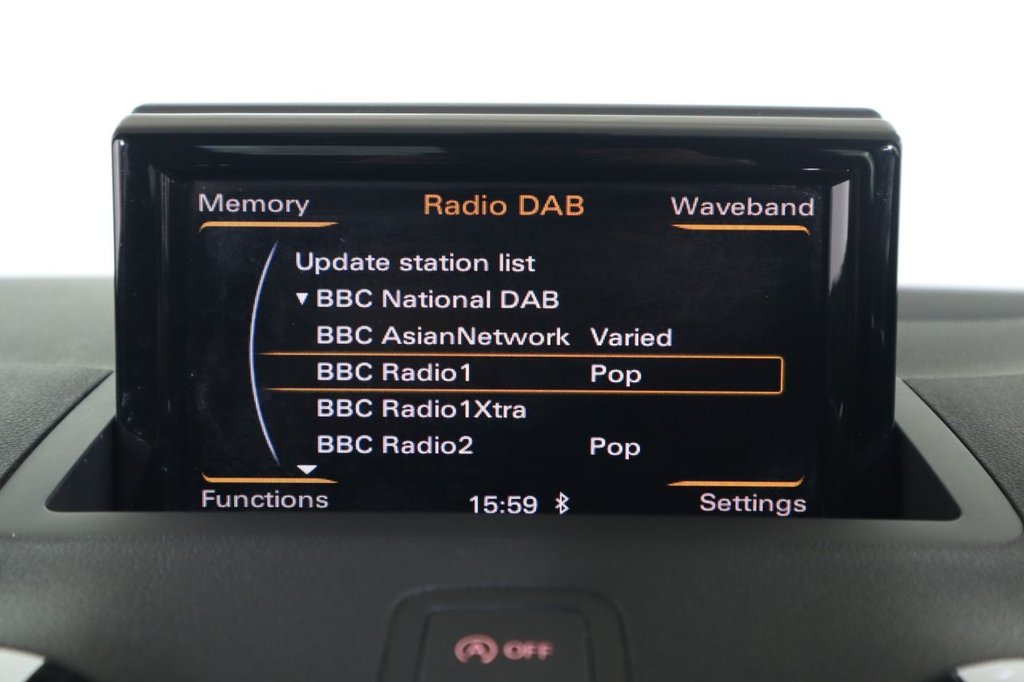 Memory Radio DAB Waveband
Update station list
▼ BBC National DAB
BBC AsianNetwork Varied
BBC Radio1 Pop
BBC Radio1Xtra
BBC Radio2 Pop
Functions 15:59 Settings
A OFF